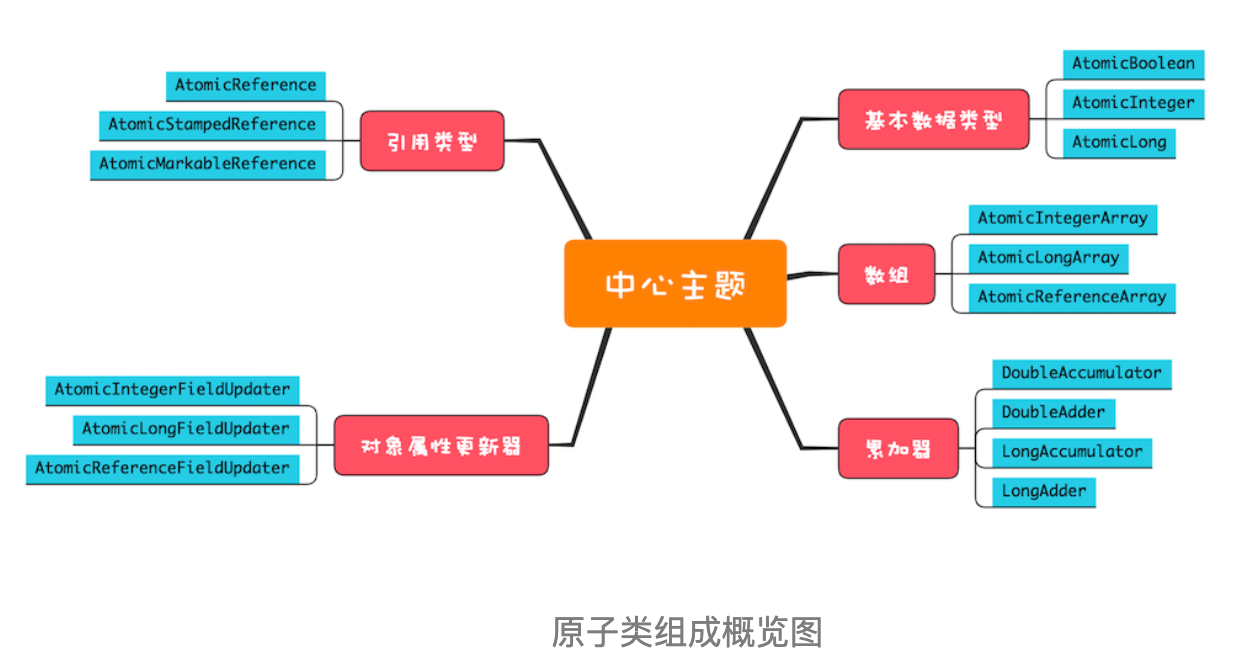 中心主题
引用类型
AtomicReference
AtomicStampedReference
AtomicMarkableReference
对象属性更新器
AtomicIntegerFieldUpdater
AtomicLongFieldUpdater
AtomicReferenceFieldUpdater
基本数据类型
AtomicBoolean
AtomicInteger
AtomicLong
数组
AtomicIntegerArray
AtomicLongArray
AtomicReferenceArray
累加器
DoubleAccumulator
DoubleAdder
LongAccumulator
LongAdder
原子类组成概览图